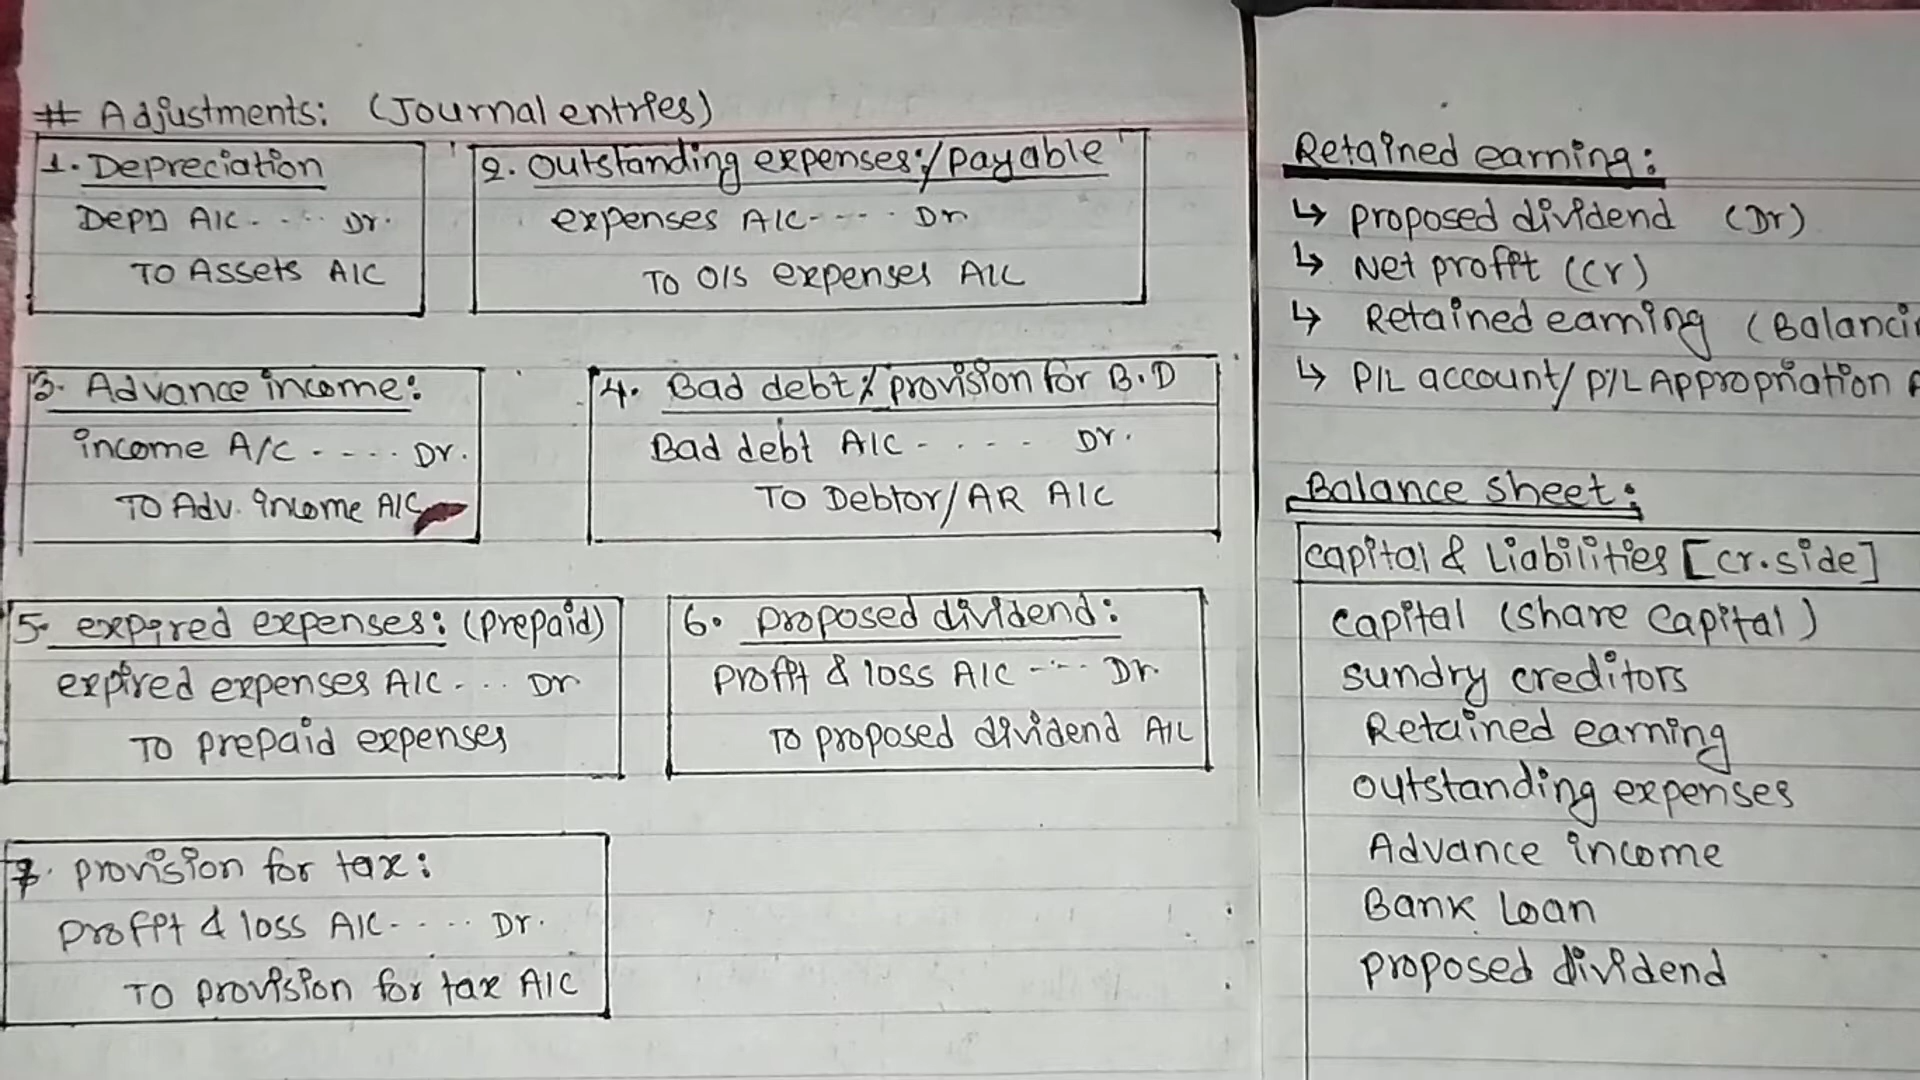 # Adjustments: (Journal entries)
1. Depreciation
Depn A/c - - - - Dr.
To Assets A/c
2. Outstanding expenses:/payable
expenses A/c - - - - Dr
To O/S expenses A/c
3. Advance income:
income A/c - - - - Dr.
To Adv. income A/c
4. Bad debt/provision for B.D
Bad debt A/c - - - - Dr.
To Debtor/AR A/c
5. expired expenses: (prepaid)
expired expenses A/c - - - Dr
To prepaid expenses
6. proposed dividend:
profit & loss A/c - - - - Dr.
To proposed dividend A/c
7. provision for tax:
profit & loss A/c - - - - Dr.
To provision for tax A/c
Retained earning:
↳ proposed dividend (Dr)
↳ Net profit (cr)
↳ Retained earning (Balancin
↳ P/L account/P/L Appropriation A
Balance sheet:
capital & Liabilities [cr.side]
capital (share capital)
sundry creditors
Retained earning
outstanding expenses
Advance income
Bank Loan
proposed dividend